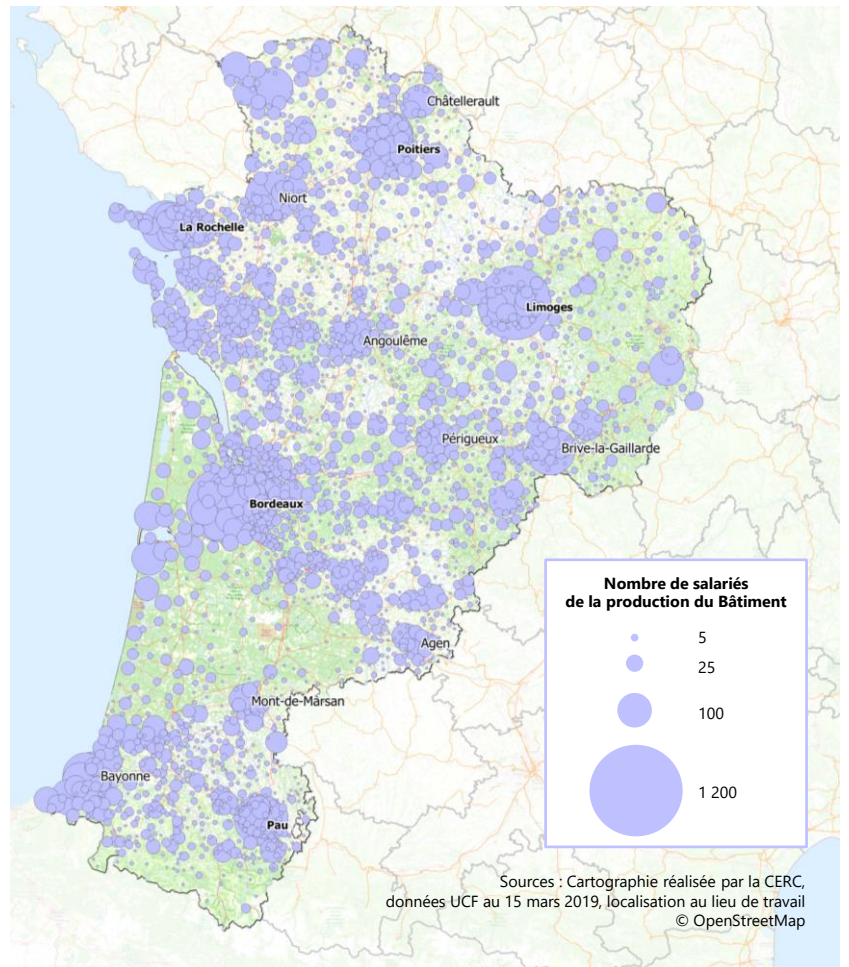 Châtellerault
Poitiers
Niort
La Rochelle
Limoges
Angoulême
Périgueux
Brive-la-Gaillarde
Bordeaux
Agen
Mont-de-Marsan
Bayonne
Pau
Nombre de salariés
de la production du Bâtiment
5
25
100
1 200
Sources : Cartographie réalisée par la CERC,
données UCF au 15 mars 2019, localisation au lieu de travail
© OpenStreetMap